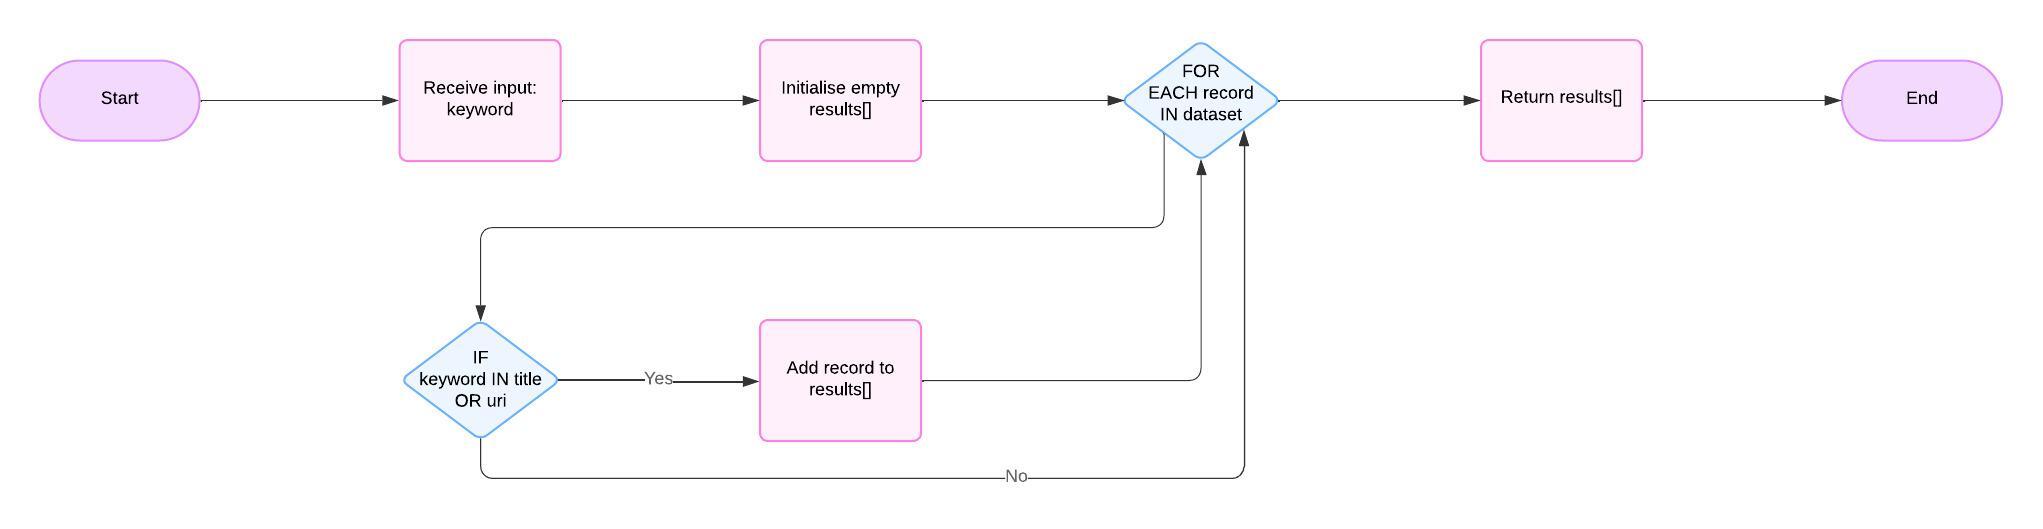 Start
Receive input:
keyword
Initialise empty
results[]
FOR
EACH record
IN dataset
Return results[]
End
IF
keyword IN title
OR uri
Yes
Add record to
results[]
No